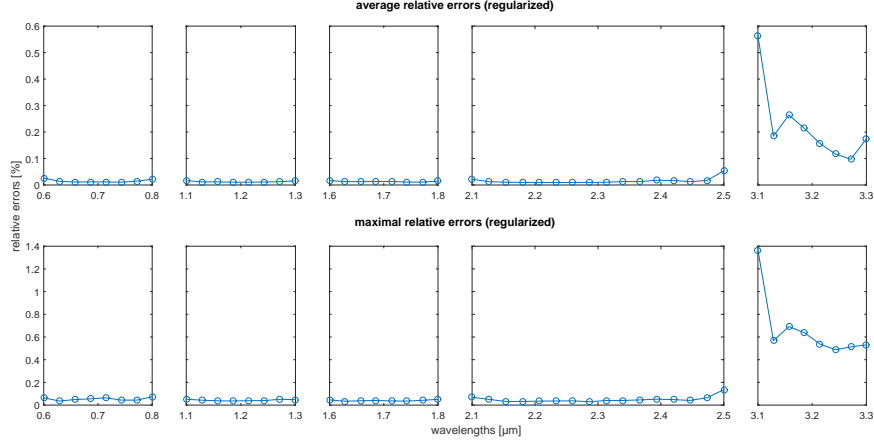 average relative errors (regularized)
0.6
0.5
0.4
0.3
0.2
0.1
0
0.6 0.7 0.8 1.1 1.2 1.3 1.6 1.7 1.8 2.1 2.2 2.3 2.4 2.5 3.1 3.2 3.3
relative errors [%]
maximal relative errors (regularized)
1.4
1.2
1
0.8
0.6
0.4
0.2
0
0.6 0.7 0.8 1.1 1.2 1.3 1.6 1.7 1.8 2.1 2.2 2.3 2.4 2.5 3.1 3.2 3.3
wavelengths [μm]